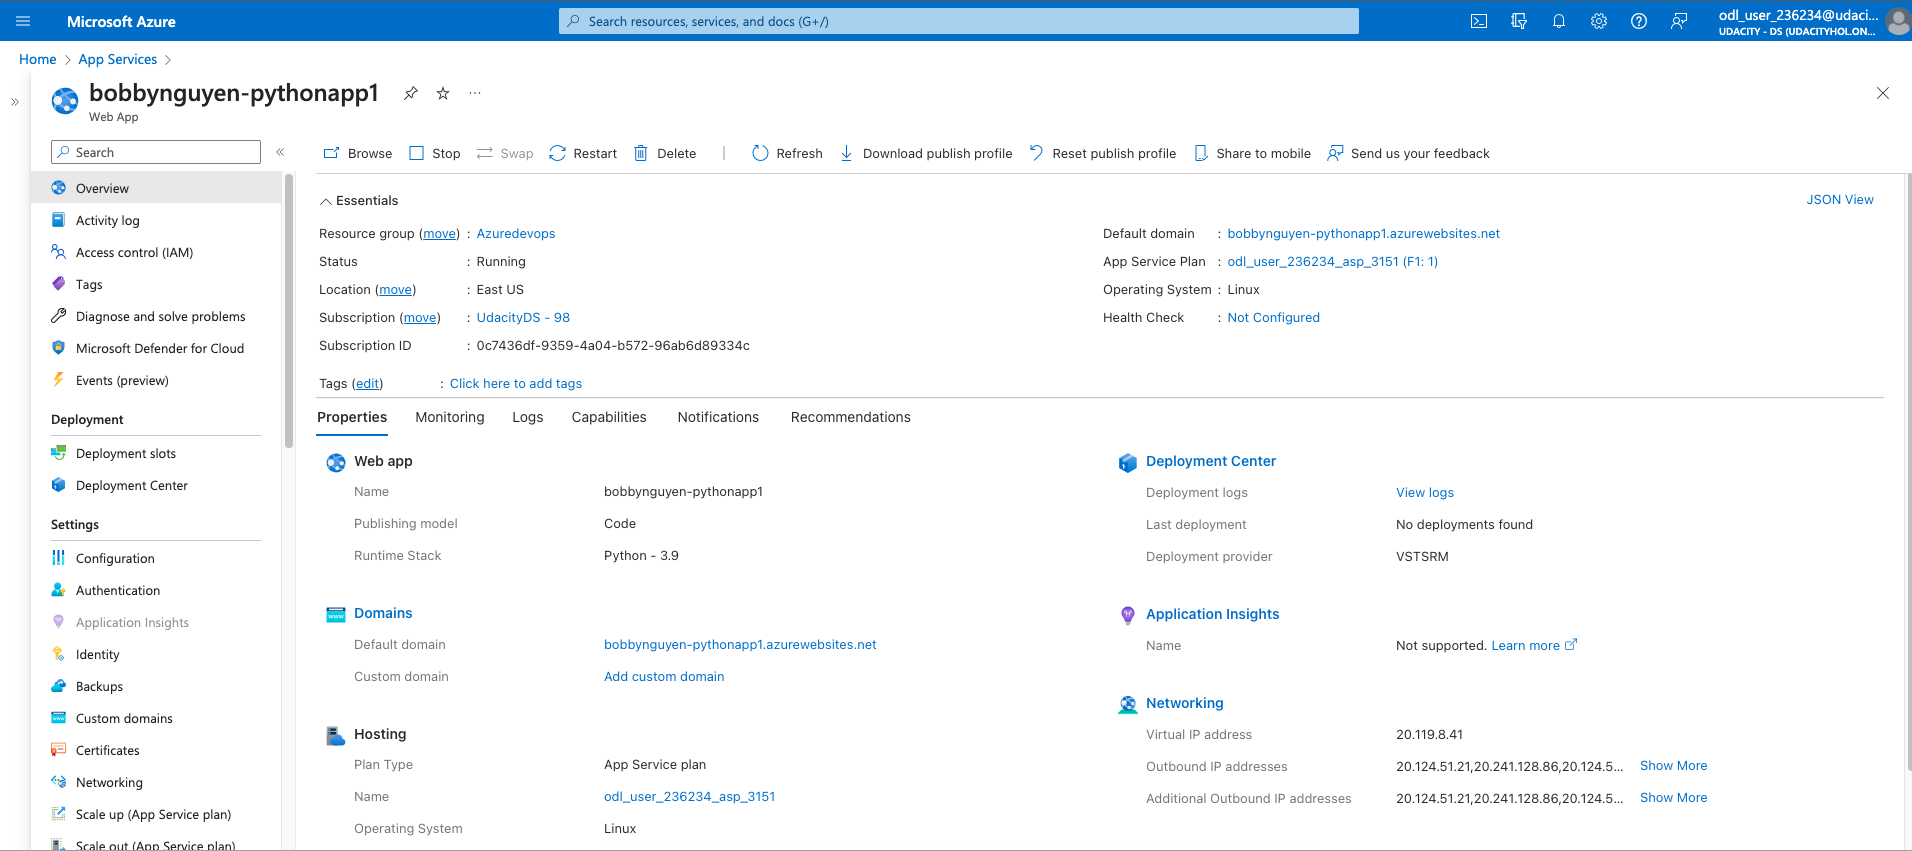 Microsoft Azure
Search resources, services, and docs (G+/)
odl_user_236234@udaci...
UDACITY - DS (UDACITYHOL.ON...
Home > App Services >
bobbynguyen-pythonapp1
Web App
Search
Browse Stop Swap Restart Delete Refresh Download publish profile Reset publish profile Share to mobile Send us your feedback
Overview
Activity log
Access control (IAM)
Tags
Diagnose and solve problems
Microsoft Defender for Cloud
Events (preview)
Deployment
Deployment slots
Deployment Center
Settings
Configuration
Authentication
Application Insights
Identity
Backups
Custom domains
Certificates
Networking
Scale up (App Service plan)
Scale out (App Service plan)
Essentials
JSON View
Resource group (move) : Azuredevops
Status : Running
Location (move) : East US
Subscription (move) : UdacityDS - 98
Subscription ID : 0c7436df-9359-4a04-b572-96ab6d89334c
Tags (edit) : Click here to add tags
Default domain : bobbynguyen-pythonapp1.azurewebsites.net
App Service Plan : odl_user_236234_asp_3151 (F1: 1)
Operating System : Linux
Health Check : Not Configured
Properties Monitoring Logs Capabilities Notifications Recommendations
Web app
Name bobbynguyen-pythonapp1
Publishing model Code
Runtime Stack Python - 3.9
Domains
Default domain bobbynguyen-pythonapp1.azurewebsites.net
Custom domain Add custom domain
Hosting
Plan Type App Service plan
Name odl_user_236234_asp_3151
Operating System Linux
Deployment Center
Deployment logs View logs
Last deployment No deployments found
Deployment provider VSTSRM
Application Insights
Name Not supported. Learn more
Networking
Virtual IP address 20.119.8.41
Outbound IP addresses 20.124.51.21,20.241.128.86,20.124.5... Show More
Additional Outbound IP addresses 20.124.51.21,20.241.128.86,20.124.5... Show More